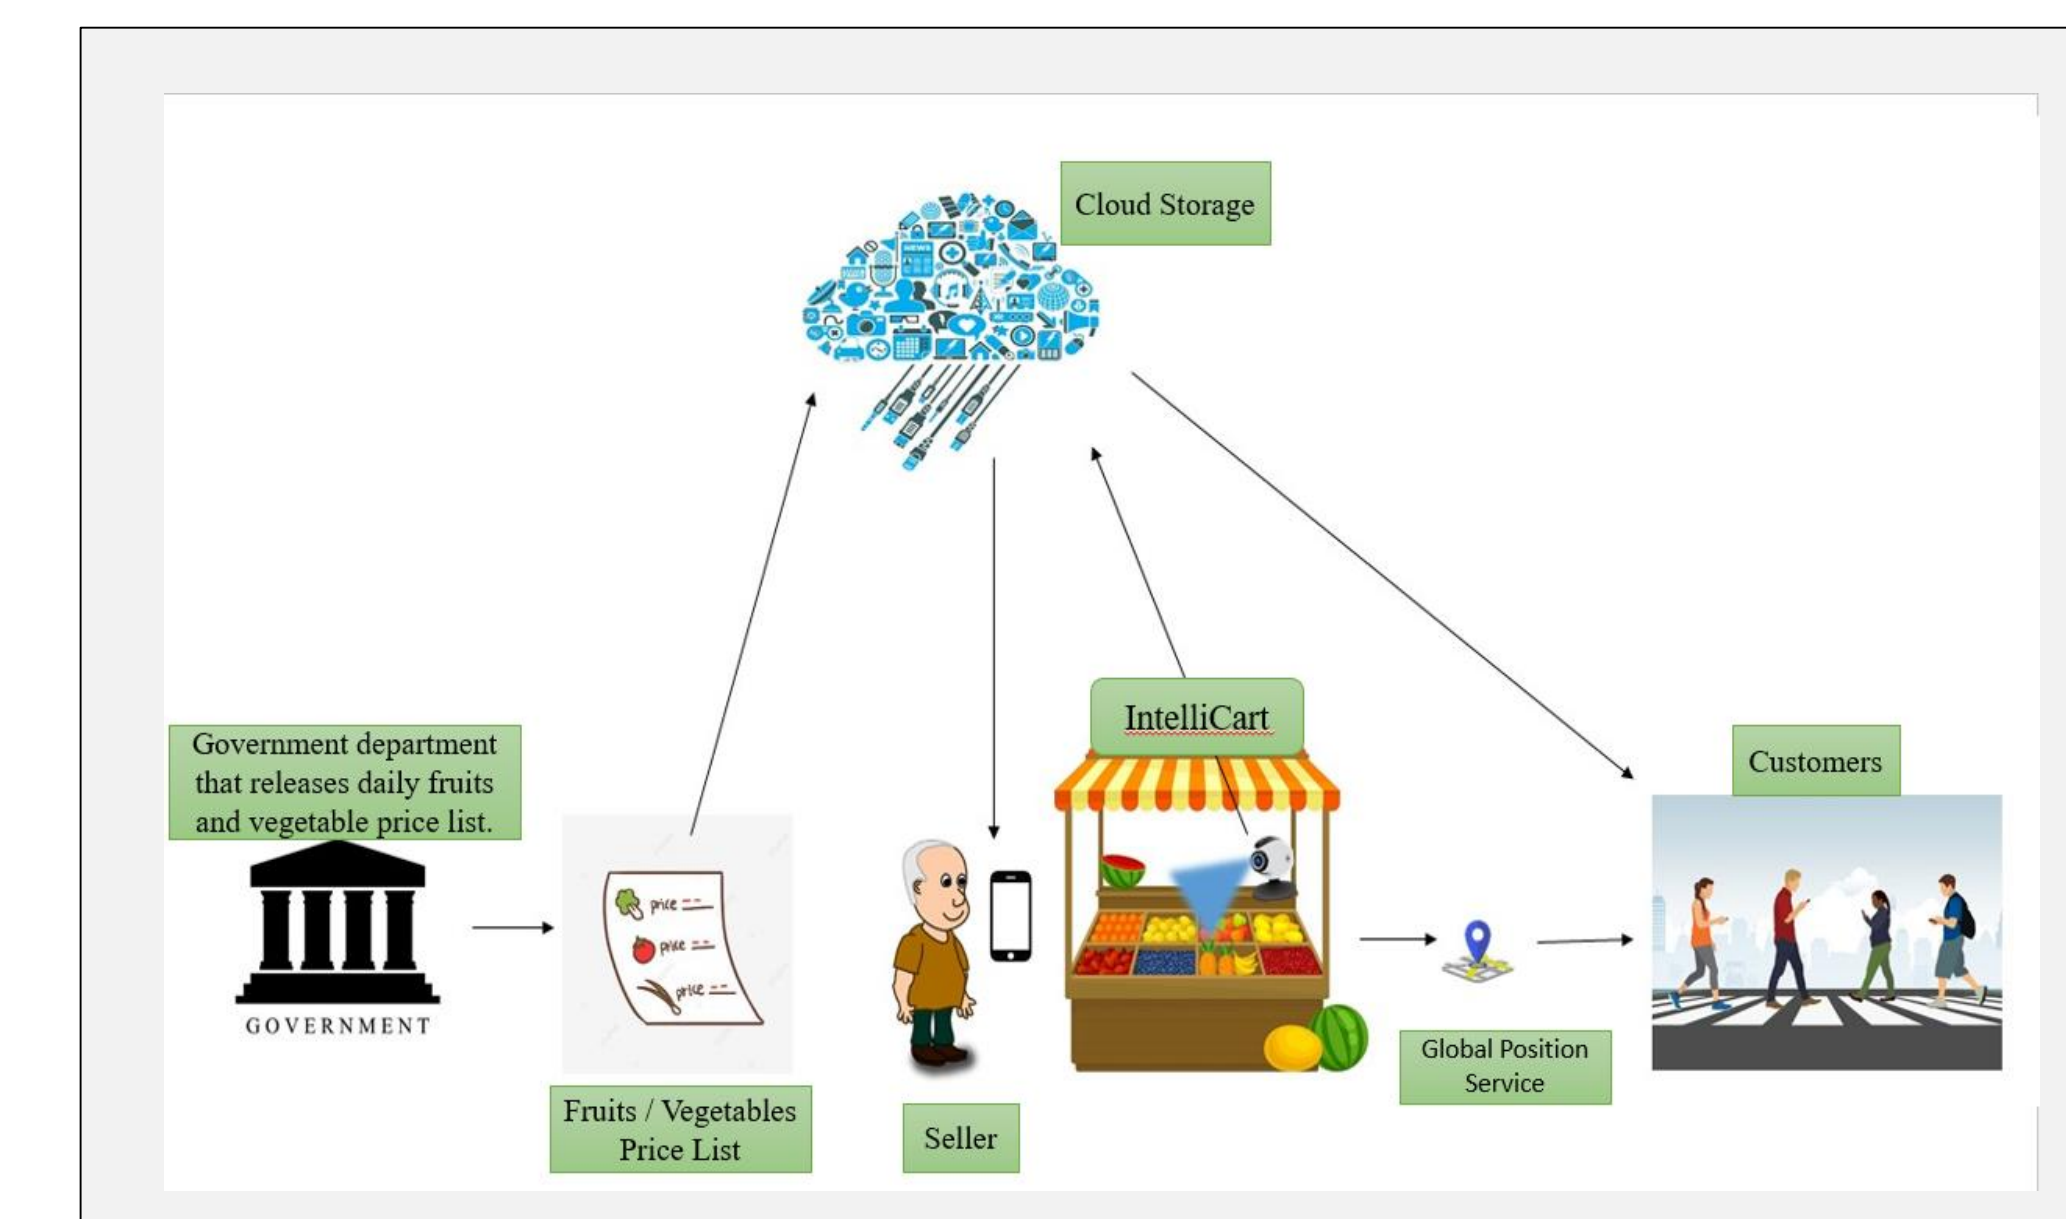 Cloud Storage
NEWS
IntelliCart
Government department
that releases daily fruits
and vegetable price list.
Customers
price
price
price
GOVERNMENT
Global Position
Service
Fruits / Vegetables
Price List
Seller